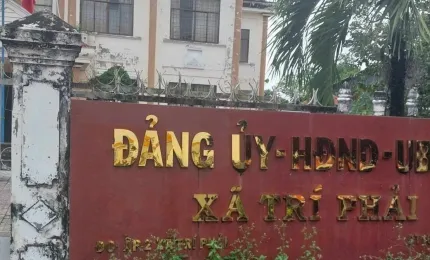 ĐẢNG ỦY-HĐND-UB
XÃ TRÍ PHẢI